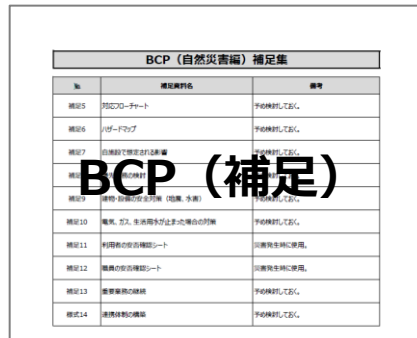 BCP（自然災害編）補足集
№ 補足資料名 備考
補足5 対応フローチャート 予め検討しておく。
補足6 ハザードマップ 予め検討しておく。
補足7 自施設で想定される影響 予め検討しておく。
BCP（補足）
補足9 建物・設備の安全対策（地震、水害） 予め検討しておく。
補足10 電気、ガス、生活用水が止まった場合の対策 予め検討しておく。
補足11 利用者の安否確認シート 災害発生時に使用。
補足12 職員の安否確認シート 災害発生時に使用。
補足13 重要業務の継続 予め検討しておく。
様式14 連携体制の構築 予め検討しておく。